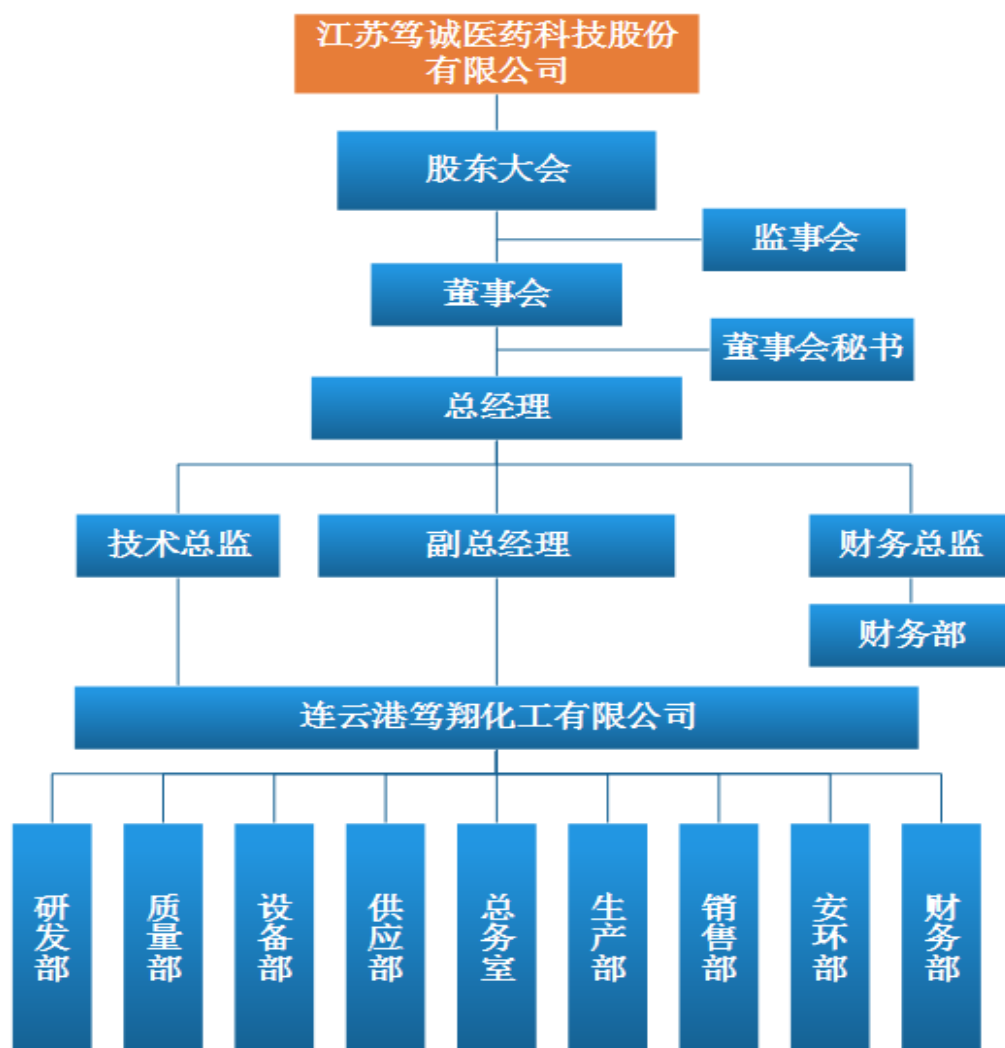 江苏笃诚医药科技股份
有限公司
股东大会
监事会
董事会
董事会秘书
总经理
技术总监
副总经理
财务总监
财务部
连云港笃翔化工有限公司
研发部
质量部
设备部
供应部
总务室
生产部
销售部
安环部
财务部